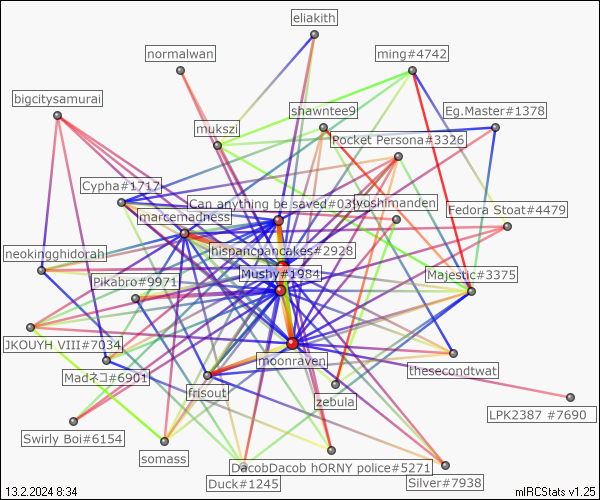 eliakith
normalwan
ming#4742
bigcitysamurai
shawntee9
Eg.Master#1378
mukszi
Pocket Persona#3326
Cypha#1717
Can anything be saved#03
yoshimanden
Fedora Stoat#4479
marcemadness
hispanicpancakes#2928
neokingghidorah
Mushy#1984
Majestic#3375
Pikabro#9971
JKOUYH VIII#7034
moonraven
thesecondtwat
Madネコ#6901
frisout
zebula
LPK2387 #7690
Swirly Boi#6154
somass
DacobDacob hORNY police#5271
Duck#1245
Silver#7938
13.2.2024 8:34
mIRCStats v1.25